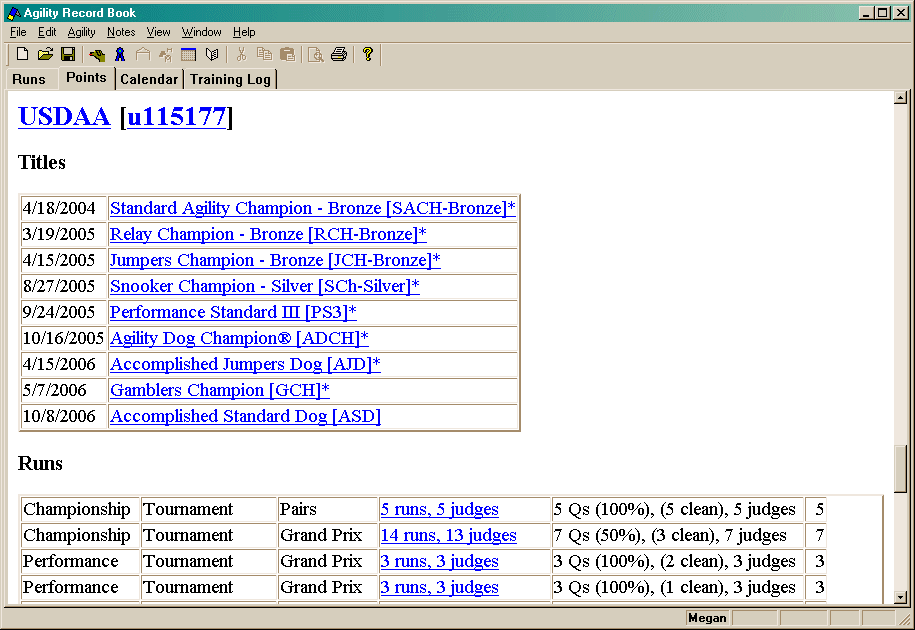 Agility Record Book
File Edit Agility Notes View Window Help
Runs Points Calendar Training Log
USDAA [u115177]
Titles
4/18/2004 Standard Agility Champion - Bronze [SACH-Bronze]*
3/19/2005 Relay Champion - Bronze [RCH-Bronze]*
4/15/2005 Jumpers Champion - Bronze [JCH-Bronze]*
8/27/2005 Snooker Champion - Silver [SCh-Silver]*
9/24/2005 Performance Standard III [PS3]*
10/16/2005 Agility Dog Champion® [ADCH]*
4/15/2006 Accomplished Jumpers Dog [AJD]*
5/7/2006 Gamblers Champion [GCH]*
10/8/2006 Accomplished Standard Dog [ASD]
Runs
Championship Tournament Pairs 5 runs, 5 judges 5 Qs (100%), (5 clean), 5 judges 5
Championship Tournament Grand Prix 14 runs, 13 judges 7 Qs (50%), (3 clean), 7 judges 7
Performance Tournament Grand Prix 3 runs, 3 judges 3 Qs (100%), (2 clean), 3 judges 3
Performance Tournament Grand Prix 3 runs, 3 judges 3 Qs (100%), (1 clean), 3 judges 3
Megan